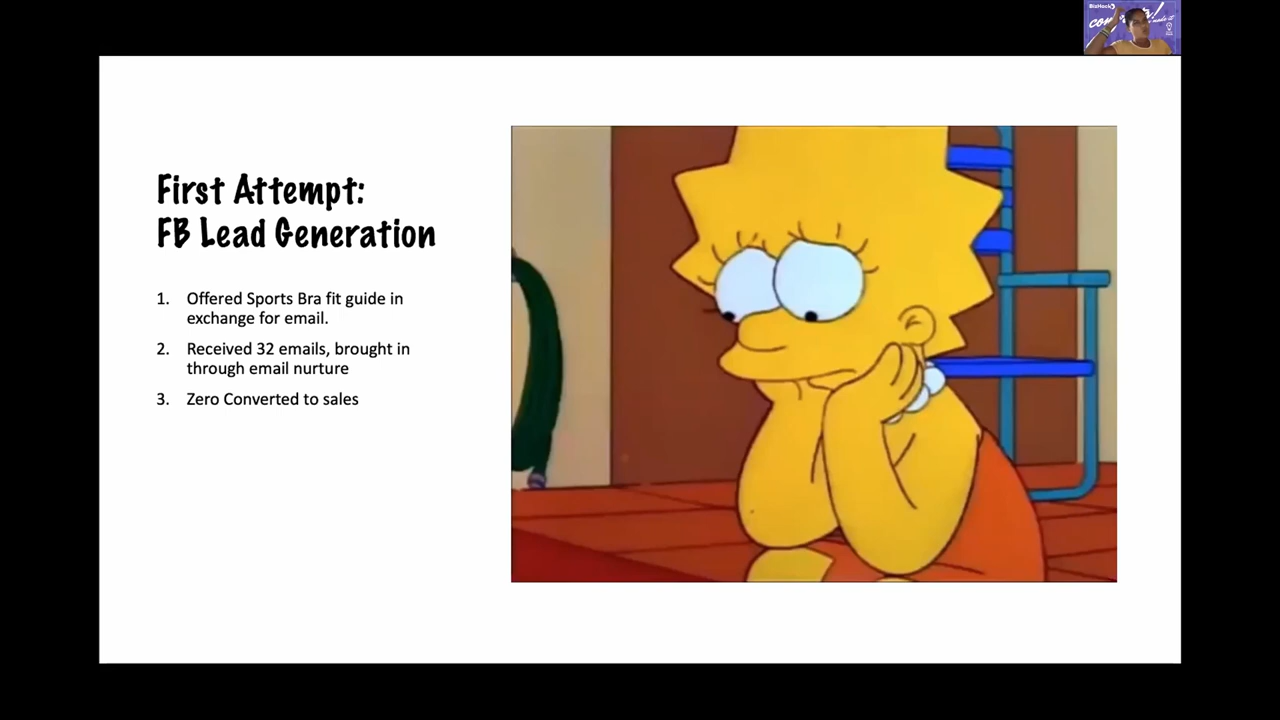 BizHack
First Attempt:
FB Lead Generation
1. Offered Sports Bra fit guide in
exchange for email.
2. Received 32 emails, brought in
through email nurture
3. Zero Converted to sales